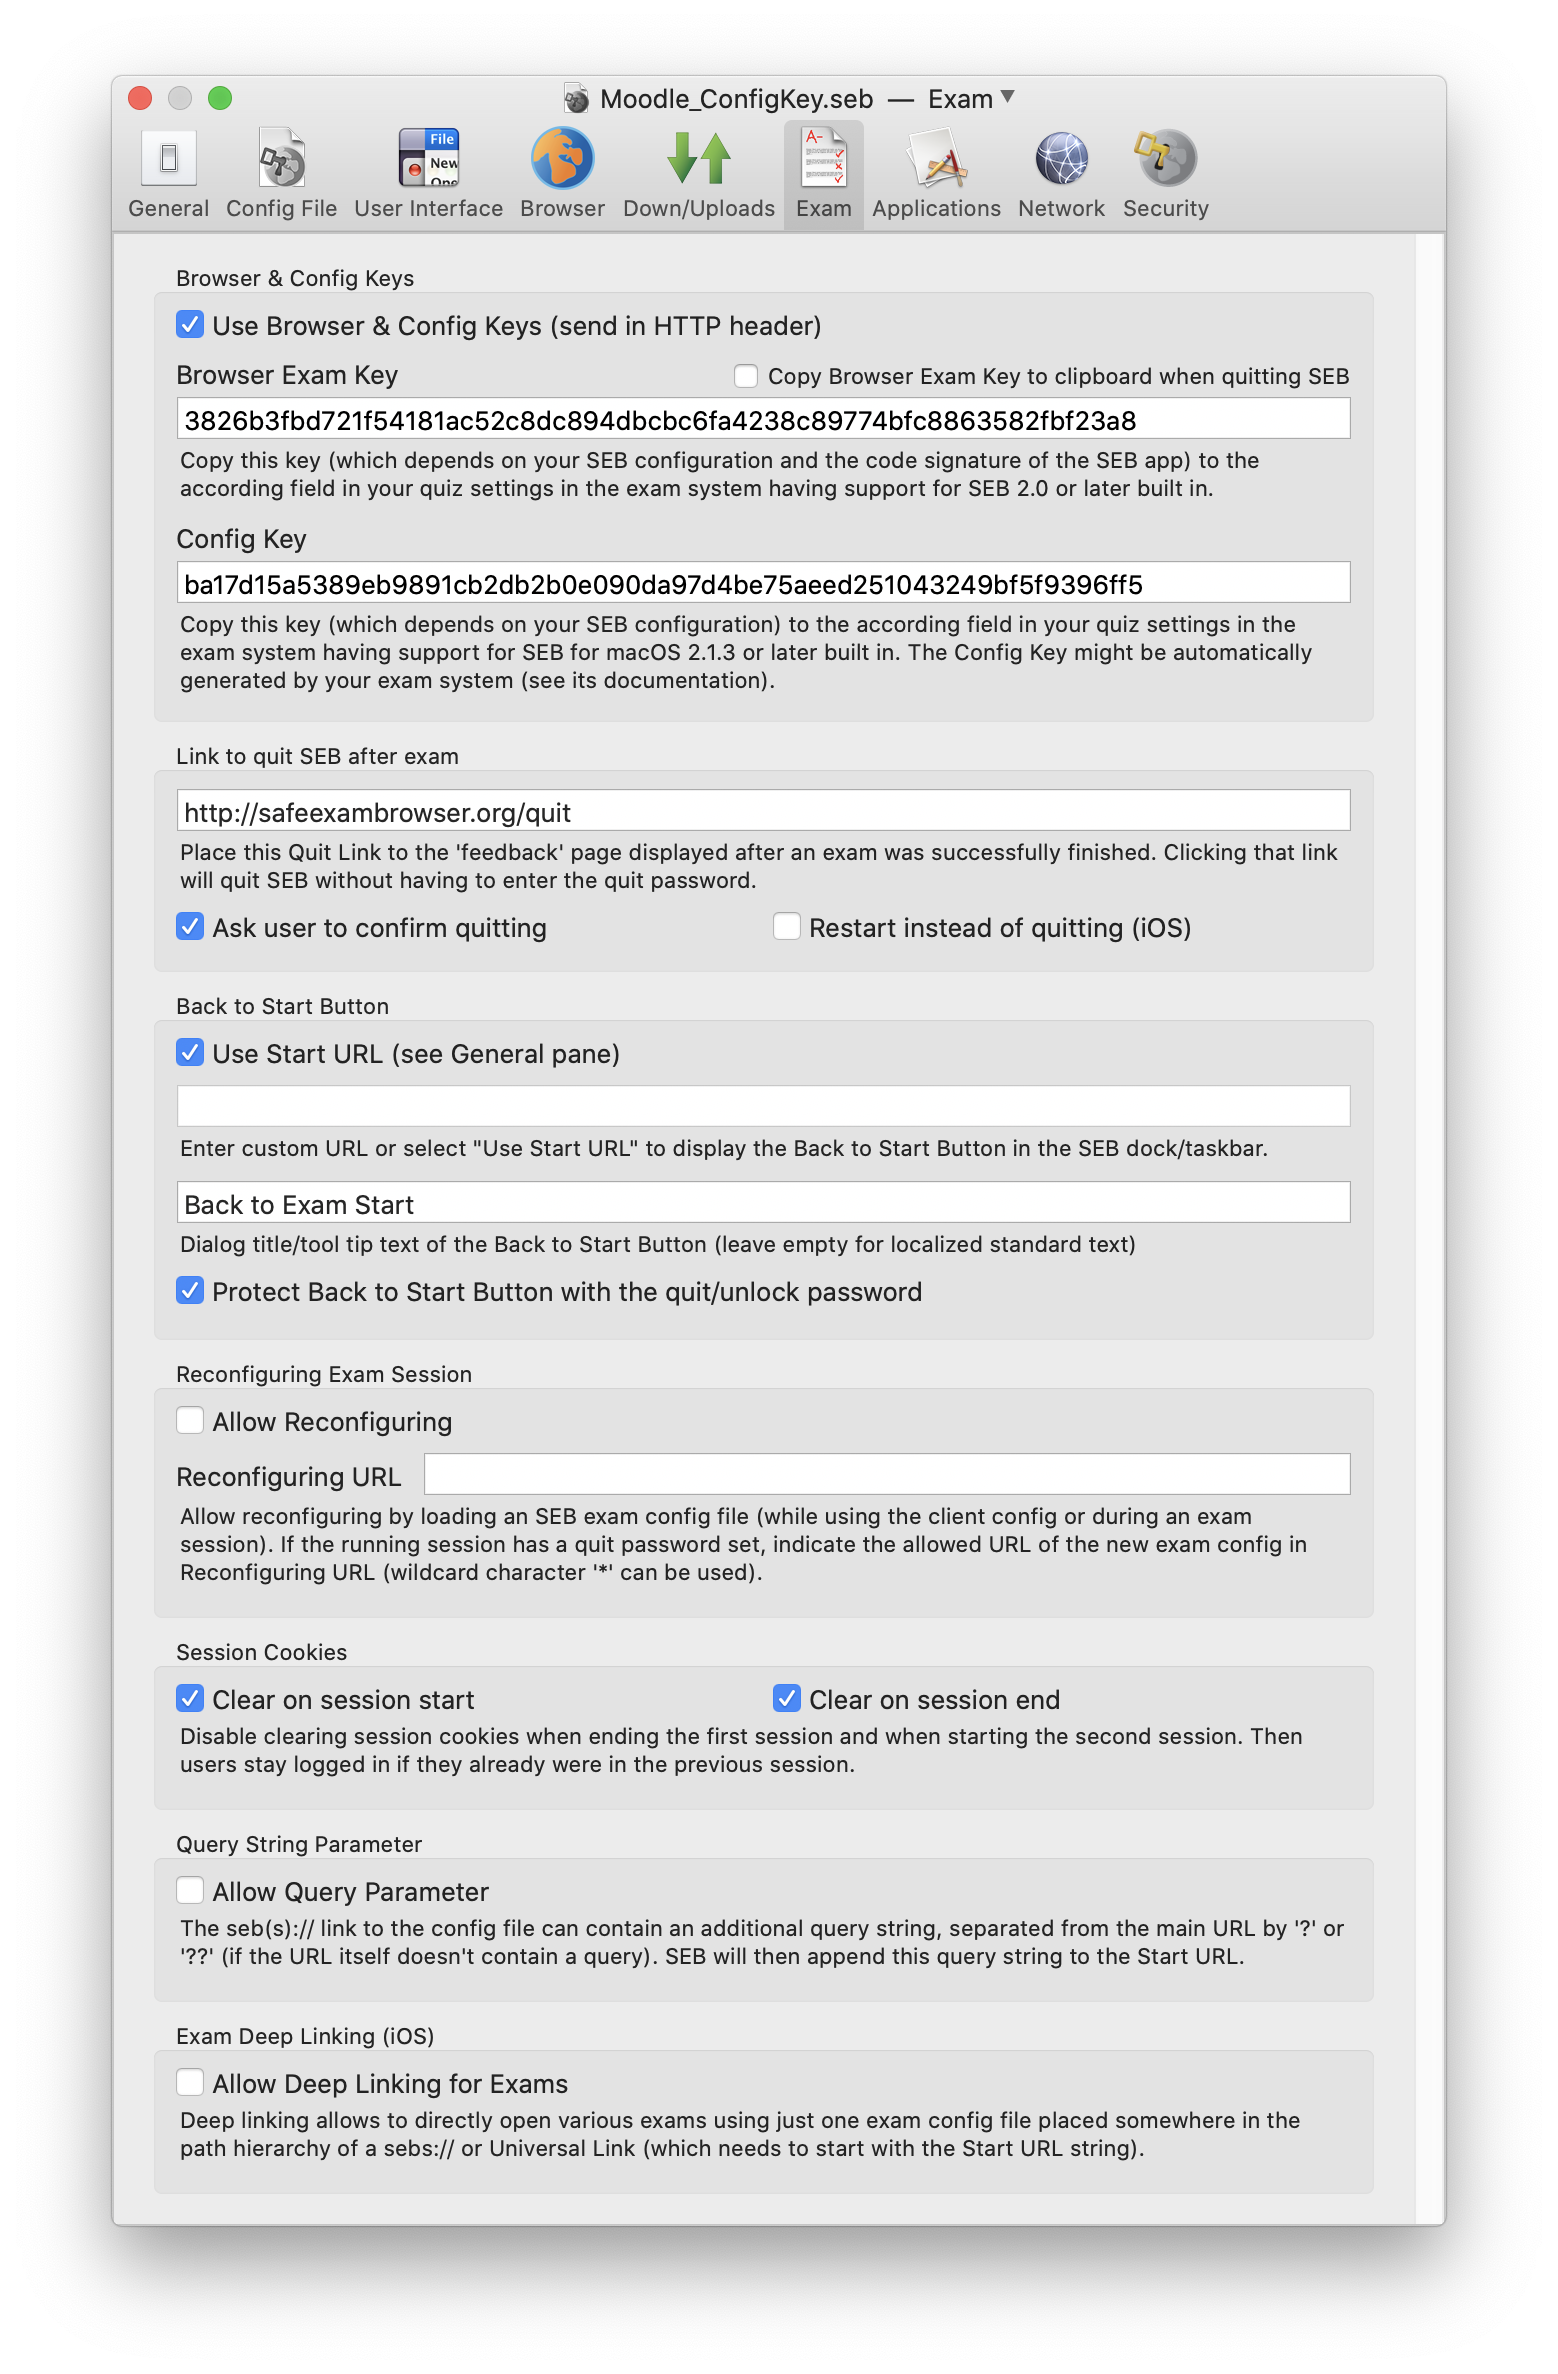 Moodle_ConfigKey.seb — Exam
File
New
General Config File User Interface Browser Down/Uploads Exam Applications Network Security
Browser & Config Keys
Use Browser & Config Keys (send in HTTP header)
Browser Exam Key
Copy Browser Exam Key to clipboard when quitting SEB
3826b3fbd721f54181ac52c8dc894dbcbc6fa4238c89774bfc8863582fbf23a8
Copy this key (which depends on your SEB configuration and the code signature of the SEB app) to the
according field in your quiz settings in the exam system having support for SEB 2.0 or later built in.
Config Key
ba17d15a5389eb9891cb2db2b0e090da97d4be75aeed251043249bf5f9396ff5
Copy this key (which depends on your SEB configuration) to the according field in your quiz settings in the
exam system having support for SEB for macOS 2.1.3 or later built in. The Config Key might be automatically
generated by your exam system (see its documentation).
Link to quit SEB after exam
http://safeexambrowser.org/quit
Place this Quit Link to the 'feedback' page displayed after an exam was successfully finished. Clicking that link
will quit SEB without having to enter the quit password.
Ask user to confirm quitting
Restart instead of quitting (iOS)
Back to Start Button
Use Start URL (see General pane)
Enter custom URL or select "Use Start URL" to display the Back to Start Button in the SEB dock/taskbar.
Back to Exam Start
Dialog title/tool tip text of the Back to Start Button (leave empty for localized standard text)
Protect Back to Start Button with the quit/unlock password
Reconfiguring Exam Session
Allow Reconfiguring
Reconfiguring URL
Allow reconfiguring by loading an SEB exam config file (while using the client config or during an exam
session). If the running session has a quit password set, indicate the allowed URL of the new exam config in
Reconfiguring URL (wildcard character '*' can be used).
Session Cookies
Clear on session start
Clear on session end
Disable clearing session cookies when ending the first session and when starting the second session. Then
users stay logged in if they already were in the previous session.
Query String Parameter
Allow Query Parameter
The seb(s):// link to the config file can contain an additional query string, separated from the main URL by '?' or
'??' (if the URL itself doesn't contain a query). SEB will then append this query string to the Start URL.
Exam Deep Linking (iOS)
Allow Deep Linking for Exams
Deep linking allows to directly open various exams using just one exam config file placed somewhere in the
path hierarchy of a sebs:// or Universal Link (which needs to start with the Start URL string).